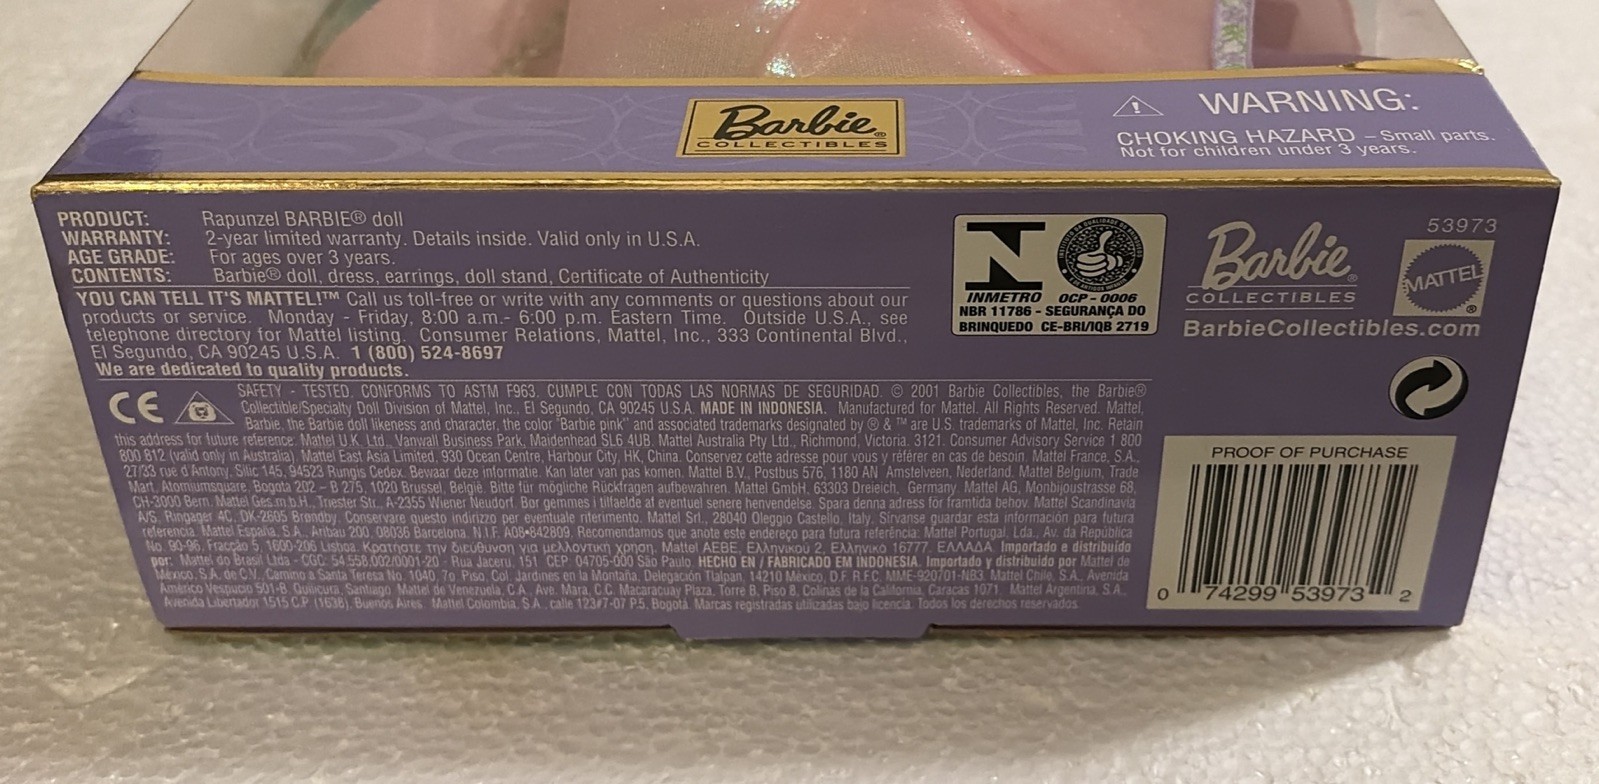 Barbie®
COLLECTIBLES
WARNING:
CHOKING HAZARD – Small parts.
Not for children under 3 years.
PRODUCT: Rapunzel BARBIE® doll
WARRANTY: 2-year limited warranty. Details inside. Valid only in U.S.A.
AGE GRADE: For ages over 3 years.
CONTENTS: Barbie® doll, dress, earrings, doll stand, Certificate of Authenticity
YOU CAN TELL IT'S MATTEL!™ Call us toll-free or write with any comments or questions about our
products or service. Monday - Friday, 8:00 a.m.- 6:00 p.m. Eastern Time. Outside U.S.A., see
telephone directory for Mattel listing. Consumer Relations, Mattel, Inc., 333 Continental Blvd.,
El Segundo, CA 90245 U.S.A. 1 (800) 524-8697
We are dedicated to quality products.
CE
SAFETY - TESTED. CONFORMS TO ASTM F963. CUMPLE CON TODAS LAS NORMAS DE SEGURIDAD. © 2001 Barbie Collectibles, the Barbie®
Collectible/Specialty Doll Division of Mattel, Inc., El Segundo, CA 90245 U.S.A. MADE IN INDONESIA. Manufactured for Mattel. All Rights Reserved. Mattel,
Barbie, the Barbie doll likeness and character, the color "Barbie pink" and associated trademarks designated by ® & ™ are U.S. trademarks of Mattel, Inc. Retain
this address for future reference: Mattel U.K. Ltd., Vanwall Business Park, Maidenhead SL6 4UB. Mattel Australia Pty Ltd., Richmond, Victoria. 3121. Consumer Advisory Service 1 800
800 812 (valid only in Australia). Mattel East Asia Limited, 930 Ocean Centre, Harbour City, HK, China. Conservez cette adresse pour vous y référer en cas de besoin. Mattel France, S.A.,
27/33 rue d'Antony, Silic 145, 94523 Rungis Cedex. Bewaar deze informatie. Kan later van pas komen. Mattel B.V., Postbus 576, 1180 AN Amstelveen, Nederland. Mattel Belgium, Trade
Mart, Atomiumsquare, Bogota 202 – B 275, 1020 Brussel, België. Bitte für mögliche Rückfragen aufbewahren. Mattel GmbH, 63303 Dreieich, Germany. Mattel AG, Monbijoustrasse 68,
CH-3000 Bern. Mattel Ges.m.b.H., Triester Str., A-2355 Wiener Neudorf. Bør gemmes i tilfælde af eventuel senere henvendelse. Spara denna adress för framtida behov. Mattel Scandinavia
A/S, Ringager 4C, DK-2605 Brøndby. Conservare questo indirizzo per eventuale riferimento. Mattel Srl., 28040 Oleggio Castello, Italy. Sírvanse guardar esta información para futura
referencia. Mattel España, S.A., Aribau 200. 08036 Barcelona. N.I.F. A08•842809. Recomendamos que anote este endereço para futura referência: Mattel Portugal, Lda., Av. da República
No. 90-96, Fracção 5, 1600-206 Lisboa. Κρατήστε την διεύθυνση για μελλοντική χρήση. Mattel AEBE, Ελληνικού 2, Ελληνικό 16777, ΕΛΛΑΔΑ. Importado e distribuído
por: Mattel do Brasil Ltda - CGC: 54.558.002/0001-20 - Rua Jaceru, 151 CEP: 04705-000 São Paulo. HECHO EN / FABRICADO EM INDONESIA. Importado y distribuido por Mattel de
México, S.A. de C.V., Camino a Santa Teresa No. 1040, 7o. Piso, Col. Jardines en la Montaña, Delegación Tlalpan, 14210 México, D.F. R.F.C. MME-920701-NB3. Mattel Chile, S.A., Avenida
Américo Vespucio 501-B, Quilicura, Santiago. Mattel de Venezuela, C.A., Ave. Mara, C.C. Macaracuay Plaza, Torre B, Piso 8, Colinas de la California, Caracas 1071. Mattel Argentina, S.A.,
Avenida Libertador 1515 C.P. (1638), Buenos Aires. Mattel Colombia, S.A., calle 123#7-07 P.5, Bogotá. Marcas registradas utilizadas bajo licencia. Todos los derechos reservados.
INMETRO OCP - 0006
NBR 11786 - SEGURANÇA DO
BRINQUEDO CE-BRI/IQB 2719
53973
Barbie®
COLLECTIBLES
MATTEL®
BarbieCollectibles.com
PROOF OF PURCHASE
0 74299 53973 2